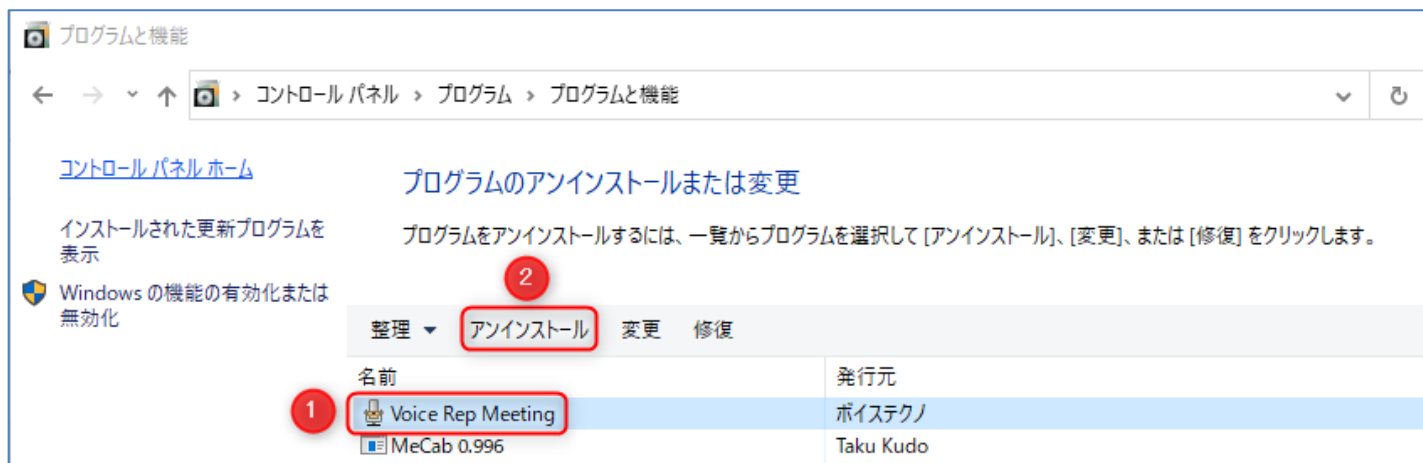 プログラムと機能
コントロール パネル › プログラム › プログラムと機能
コントロール パネル ホーム
インストールされた更新プログラムを
表示
Windows の機能の有効化または
無効化
プログラムのアンインストールまたは変更
プログラムをアンインストールするには、一覧からプログラムを選択して [アンインストール]、[変更]、または [修復] をクリックします。
2
整理 アンインストール 変更 修復
名前 発行元
1 Voice Rep Meeting ボイステクノ
MeCab 0.996 Taku Kudo